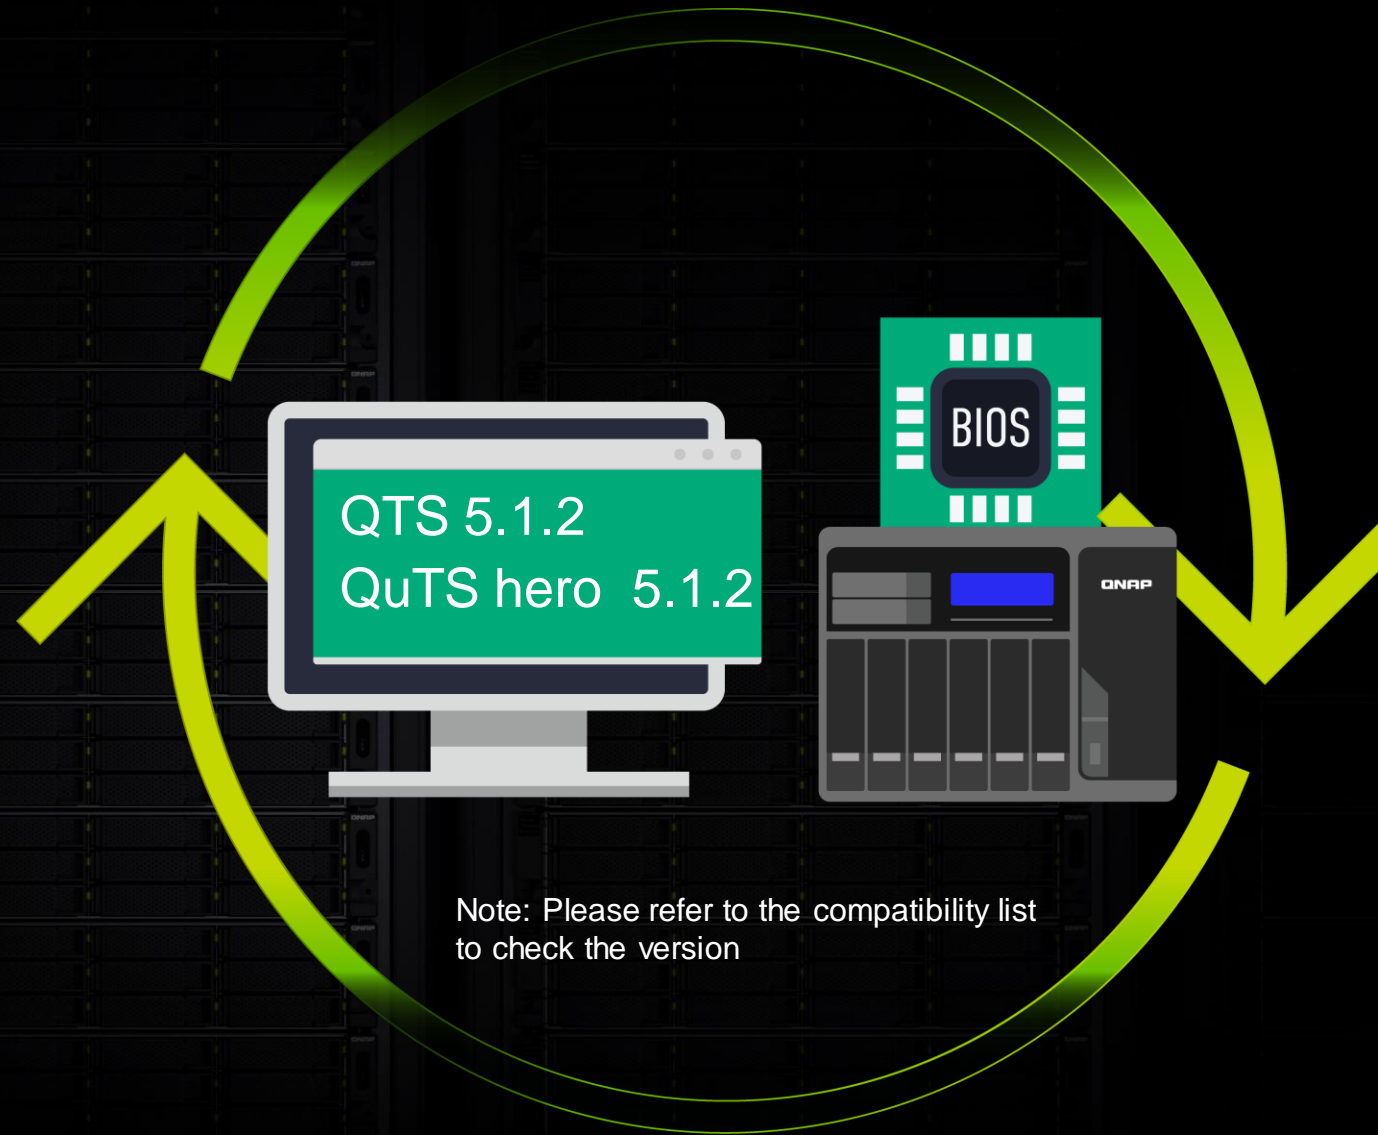 QTS 5.1.2
QuTS hero 5.1.2
BIOS
QNAP
Note: Please refer to the compatibility list
to check the version